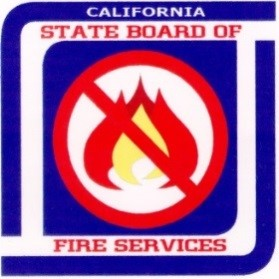 CALIFORNIA
STATE BOARD OF
FIRE SERVICES